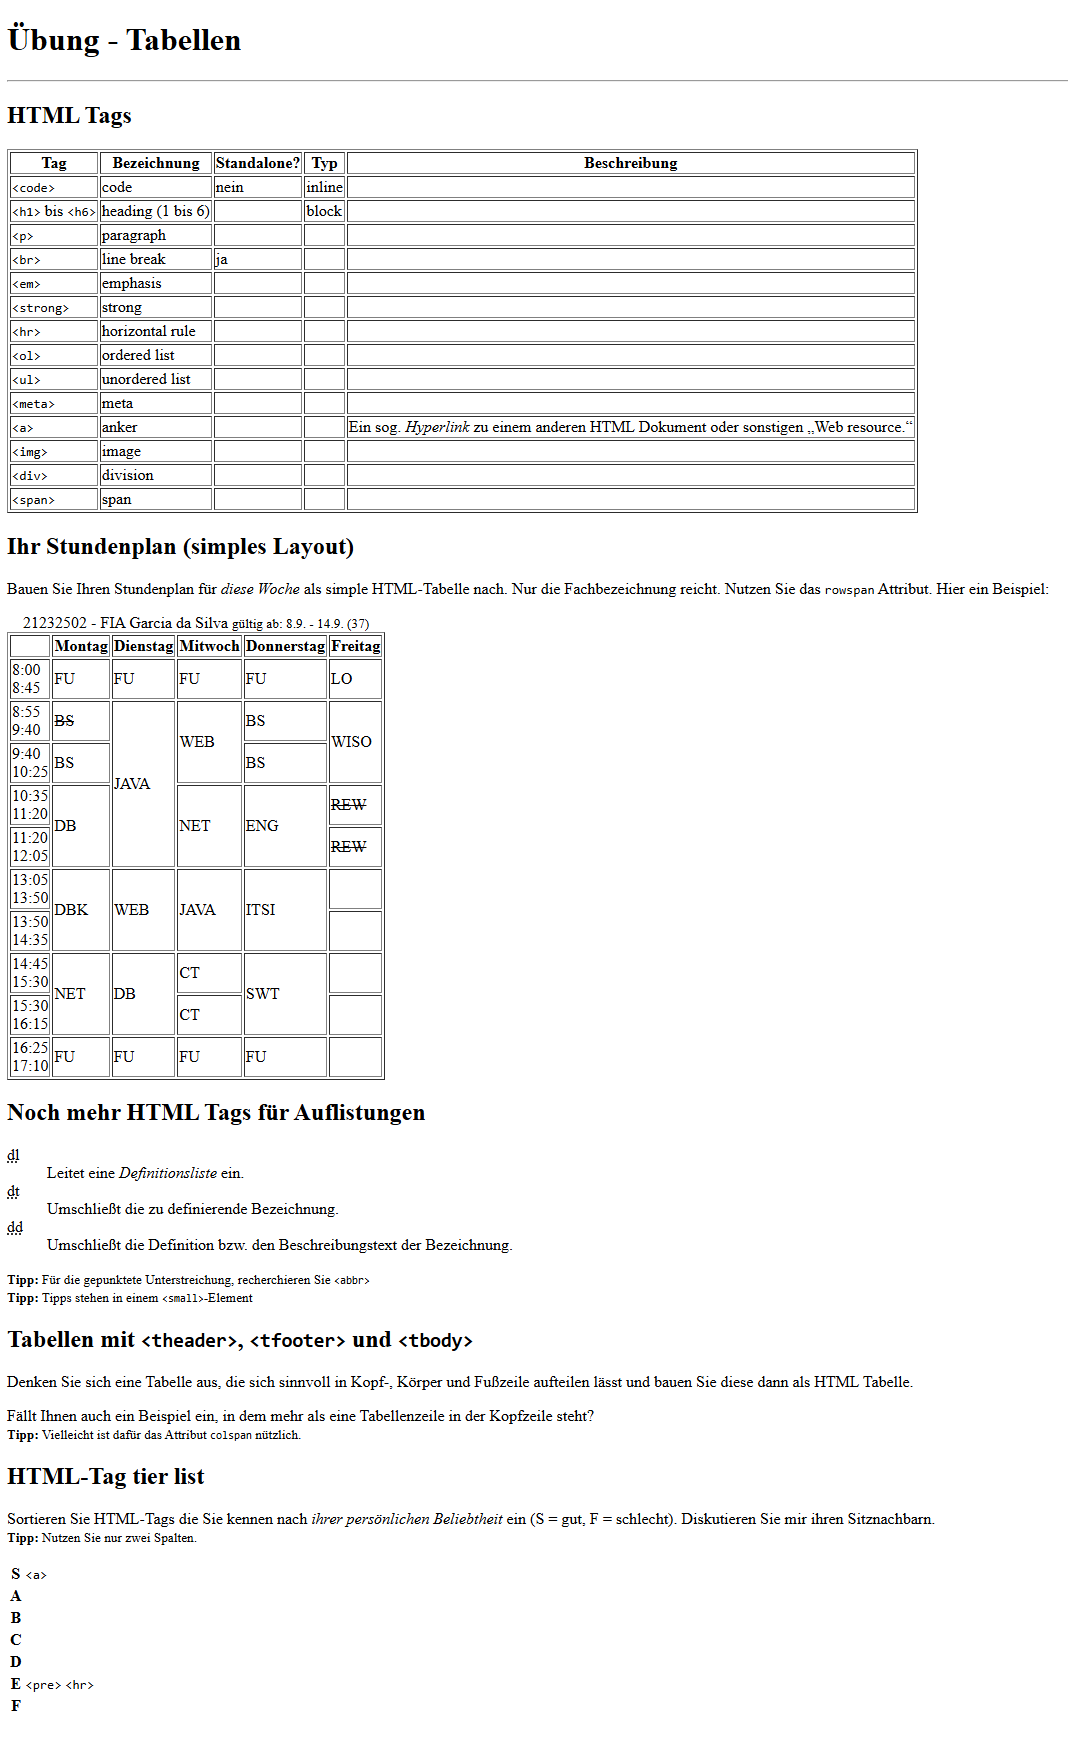 Übung - Tabellen
HTML Tags
Tag Bezeichnung Standalone? Typ Beschreibung
<code> code nein inline
<h1> bis <h6> heading (1 bis 6) block
<p> paragraph
<br> line break ja
<em> emphasis
<strong> strong
<hr> horizontal rule
<ol> ordered list
<ul> unordered list
<meta> meta
<a> anker Ein sog. Hyperlink zu einem anderen HTML Dokument oder sonstigen „Web resource.“
<img> image
<div> division
<span> span
Ihr Stundenplan (simples Layout)
Bauen Sie Ihren Stundenplan für diese Woche als simple HTML-Tabelle nach. Nur die Fachbezeichnung reicht. Nutzen Sie das rowspan Attribut. Hier ein Beispiel:
21232502 - FIA Garcia da Silva gültig ab: 8.9. - 14.9. (37)
Montag Dienstag Mitwoch Donnerstag Freitag
8:00
8:45
FU FU FU FU LO
8:55
9:40
BS JAVA WEB BS WISO
9:40
10:25
BS BS
10:35
11:20
DB NET ENG REW
11:20
12:05
REW
13:05
13:50
DBK WEB JAVA ITSI
13:50
14:35
14:45
15:30
NET DB CT SWT
15:30
16:15
CT
16:25
17:10
FU FU FU FU
Noch mehr HTML Tags für Auflistungen
dl
Leitet eine Definitionsliste ein.
dt
Umschließt die zu definierende Bezeichnung.
dd
Umschließt die Definition bzw. den Beschreibungstext der Bezeichnung.
Tipp: Für die gepunktete Unterstreichung, recherchieren Sie <abbr>
Tipp: Tipps stehen in einem <small>-Element
Tabellen mit <theader>, <tfooter> und <tbody>
Denken Sie sich eine Tabelle aus, die sich sinnvoll in Kopf-, Körper und Fußzeile aufteilen lässt und bauen Sie diese dann als HTML Tabelle.
Fällt Ihnen auch ein Beispiel ein, in dem mehr als eine Tabellenzeile in der Kopfzeile steht?
Tipp: Vielleicht ist dafür das Attribut colspan nützlich.
HTML-Tag tier list
Sortieren Sie HTML-Tags die Sie kennen nach ihrer persönlichen Beliebtheit ein (S = gut, F = schlecht). Diskutieren Sie mir ihren Sitznachbarn.
Tipp: Nutzen Sie nur zwei Spalten.
S <a>
A
B
C
D
E <pre> <hr>
F